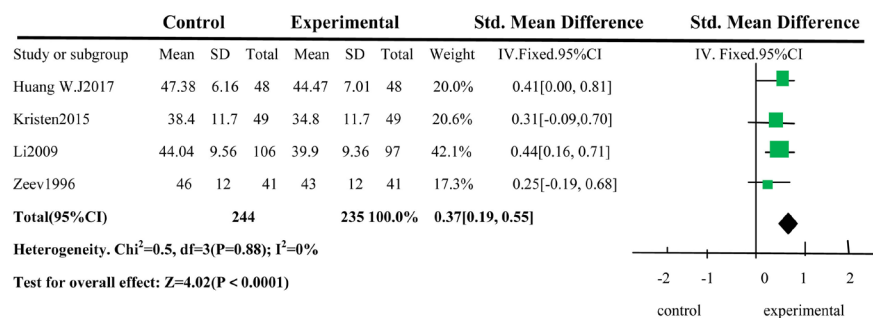 Control Experimental Std. Mean Difference Std. Mean Difference
Study or subgroup Mean SD Total Mean SD Total Weight IV.Fixed.95%CI IV. Fixed.95%CI
Huang W.J2017 47.38 6.16 48 44.47 7.01 48 20.0% 0.41[0.00, 0.81]
Kristen2015 38.4 11.7 49 34.8 11.7 49 20.6% 0.31[-0.09,0.70]
Li2009 44.04 9.56 106 39.9 9.36 97 42.1% 0.44[0.16, 0.71]
Zeev1996 46 12 41 43 12 41 17.3% 0.25[-0.19, 0.68]
Total(95%CI) 244 235 100.0% 0.37[0.19, 0.55]
Heterogeneity. Chi²=0.5, df=3(P=0.88); I²=0%
Test for overall effect: Z=4.02(P < 0.0001)
-2 -1 0 1 2
control experimental